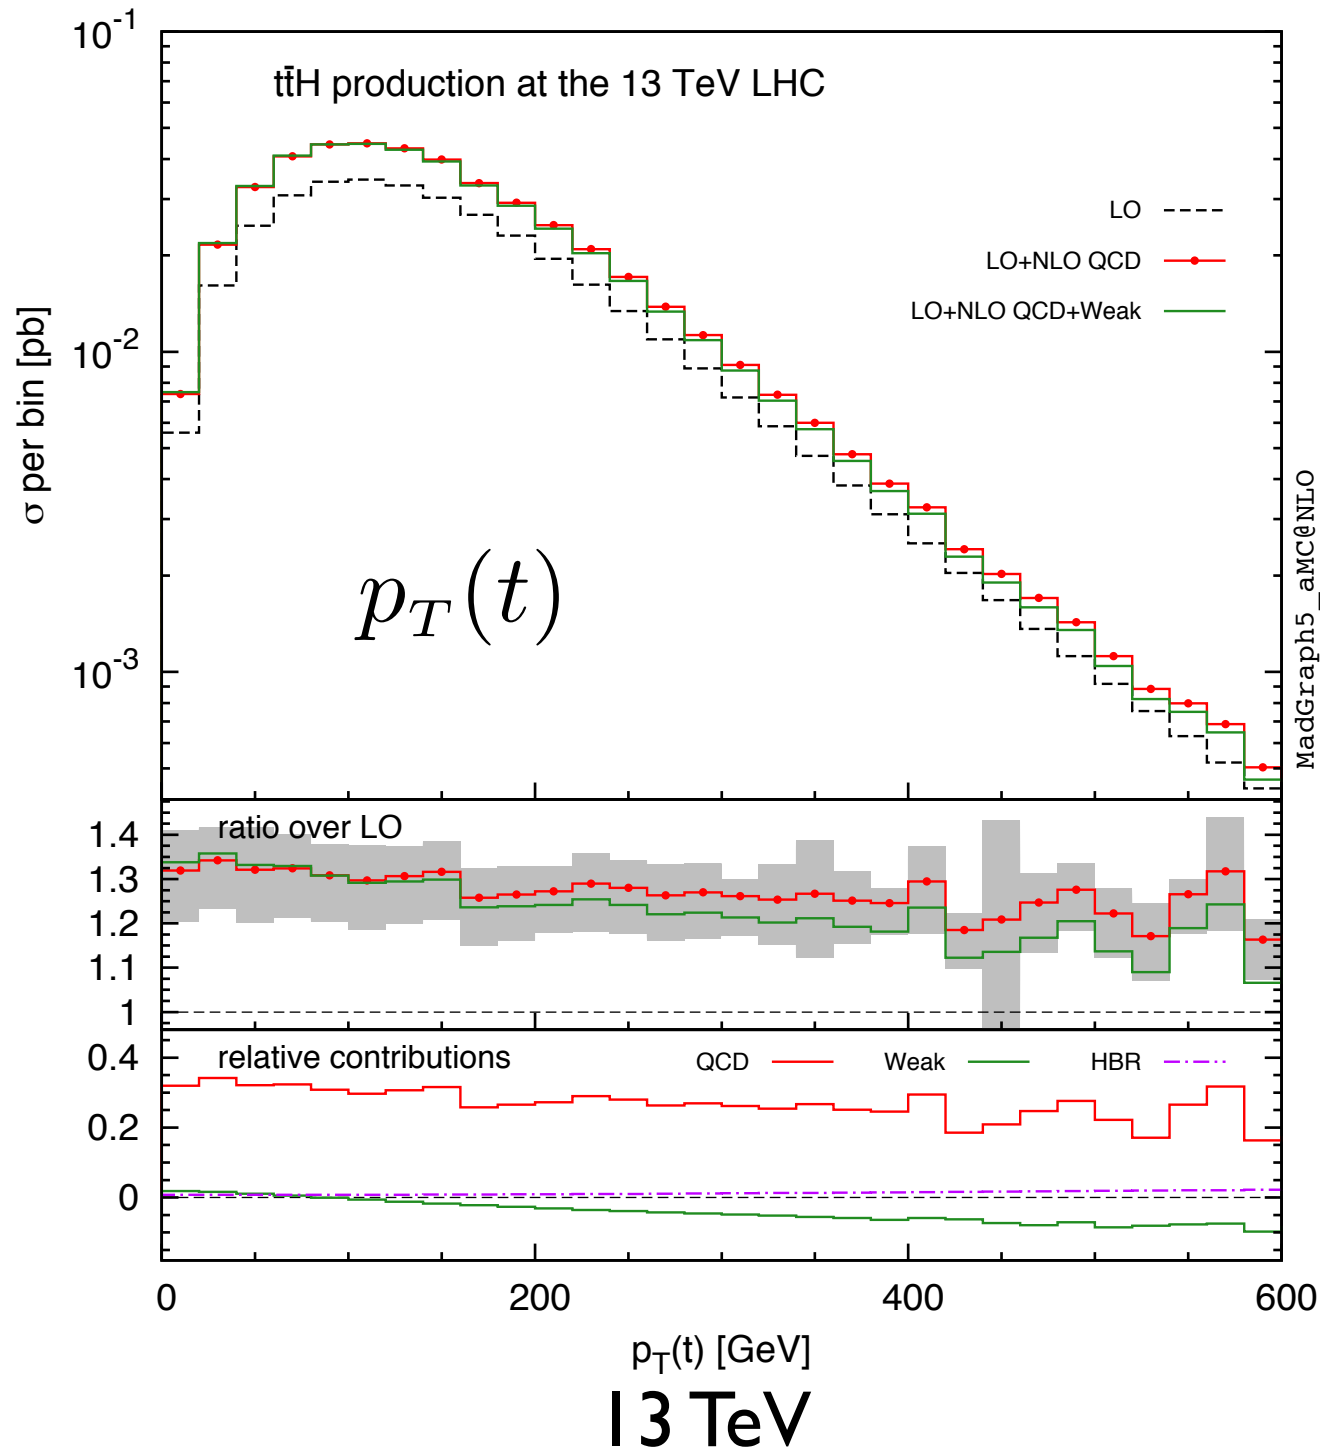 10^-1
tt̄H production at the 13 TeV LHC
LO
LO+NLO QCD
LO+NLO QCD+Weak
10^-2
σ per bin [pb]
p_T(t)
10^-3
MadGraph5_aMC@NLO
ratio over LO
1.4
1.3
1.2
1.1
1
relative contributions
QCD
Weak
HBR
0.4
0.2
0
0 200 400 600
p_T(t) [GeV]
13 TeV